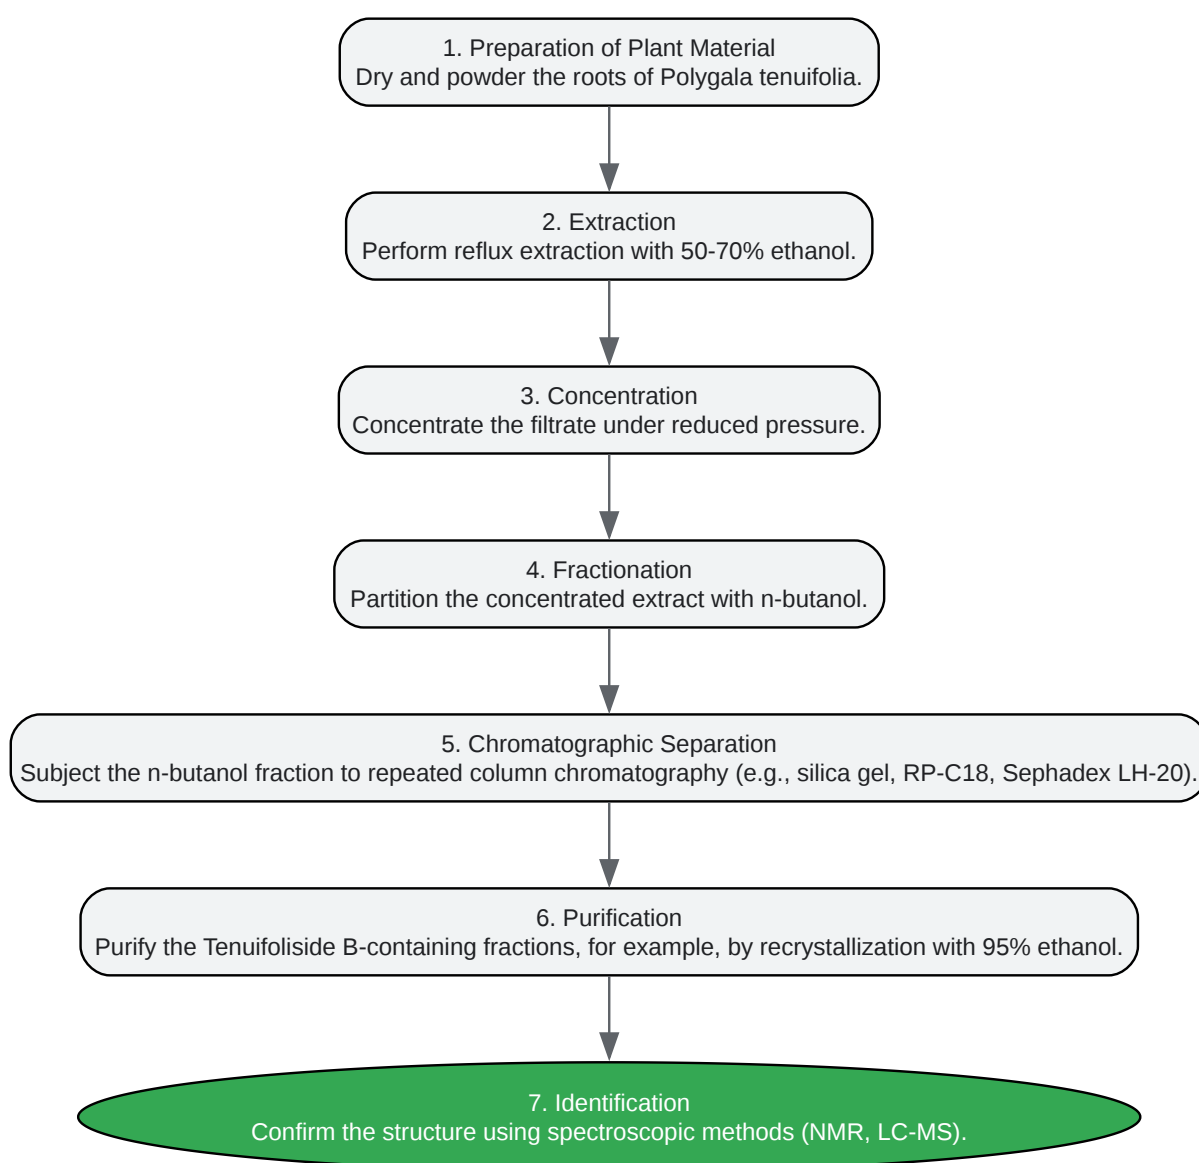 1. Preparation of Plant Material
Dry and powder the roots of Polygala tenuifolia.
2. Extraction
Perform reflux extraction with 50-70% ethanol.
3. Concentration
Concentrate the filtrate under reduced pressure.
4. Fractionation
Partition the concentrated extract with n-butanol.
5. Chromatographic Separation
Subject the n-butanol fraction to repeated column chromatography (e.g., silica gel, RP-C18, Sephadex LH-20).
6. Purification
Purify the Tenuifoliside B-containing fractions, for example, by recrystallization with 95% ethanol.
7. Identification
Confirm the structure using spectroscopic methods (NMR, LC-MS).